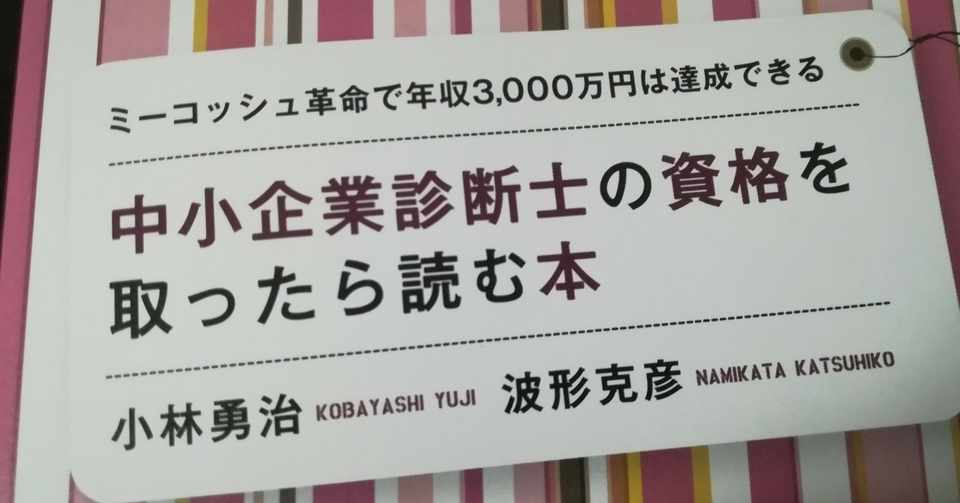 ミーコッシュ革命で年収3,000万円は達成できる
中小企業診断士の資格を
取ったら読む本
小林勇治 KOBAYASHI YUJI 波形克彦 NAMIKATA KATSUHIKO